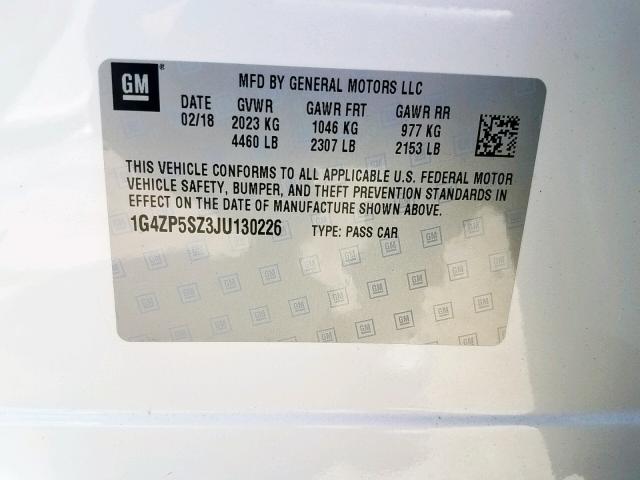 GM
MFD BY GENERAL MOTORS LLC
DATE GVWR GAWR FRT GAWR RR
02/18 2023 KG 1046 KG 977 KG
4460 LB 2307 LB 2153 LB
THIS VEHICLE CONFORMS TO ALL APPLICABLE U.S. FEDERAL MOTOR
VEHICLE SAFETY, BUMPER, AND THEFT PREVENTION STANDARDS IN
EFFECT ON THE DATE OF MANUFACTURE SHOWN ABOVE.
1G4ZP5SZ3JU130226 TYPE: PASS CAR